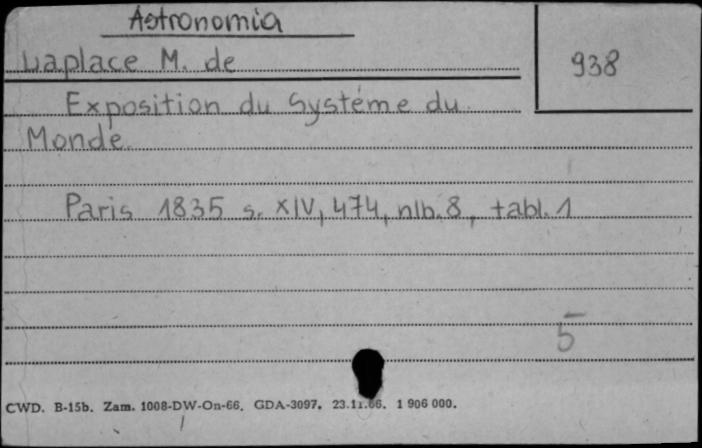 Astronomia
Laplace M. de
938
Exposition du Systéme du
Monde.
Paris 1835 s. XIV, 474, nlb. 8, tabl. 1
5
CWD. B-15b. Zam. 1008-DW-On-66. GDA-3097. 23.11.66. 1 906 000.